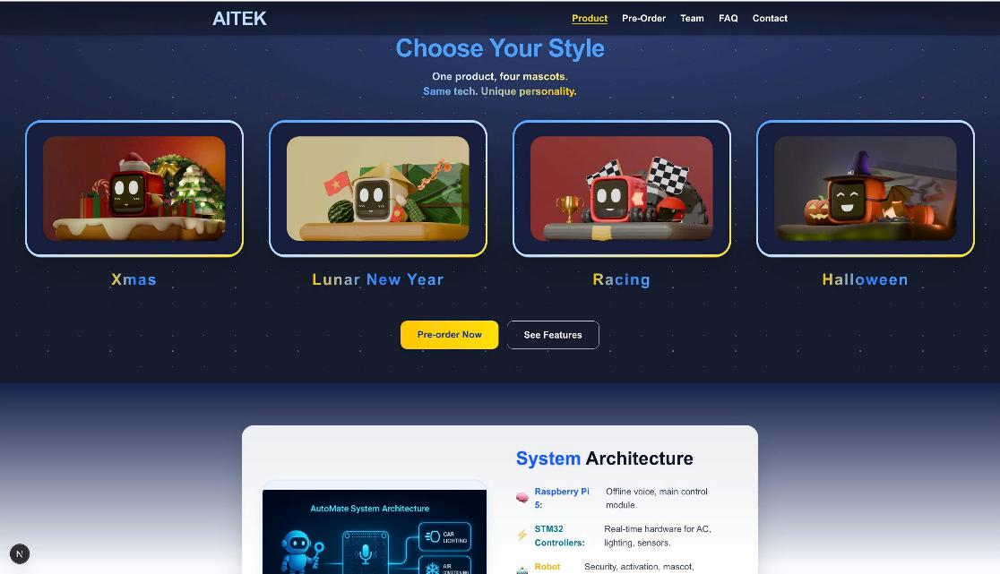 AITEK
Product Pre-Order Team FAQ Contact
Choose Your Style
One product, four mascots.
Same tech. Unique personality.
Xmas
Lunar New Year
Racing
Halloween
Pre-order Now
See Features
System Architecture
AutoMate System Architecture
CAR
LIGHTING
AIR
CONDITIONING
Raspberry Pi
5:
Offline voice, main control
module.
STM32
Controllers:
Real-time hardware for AC,
lighting, sensors.
Robot
Security, activation, mascot,
N